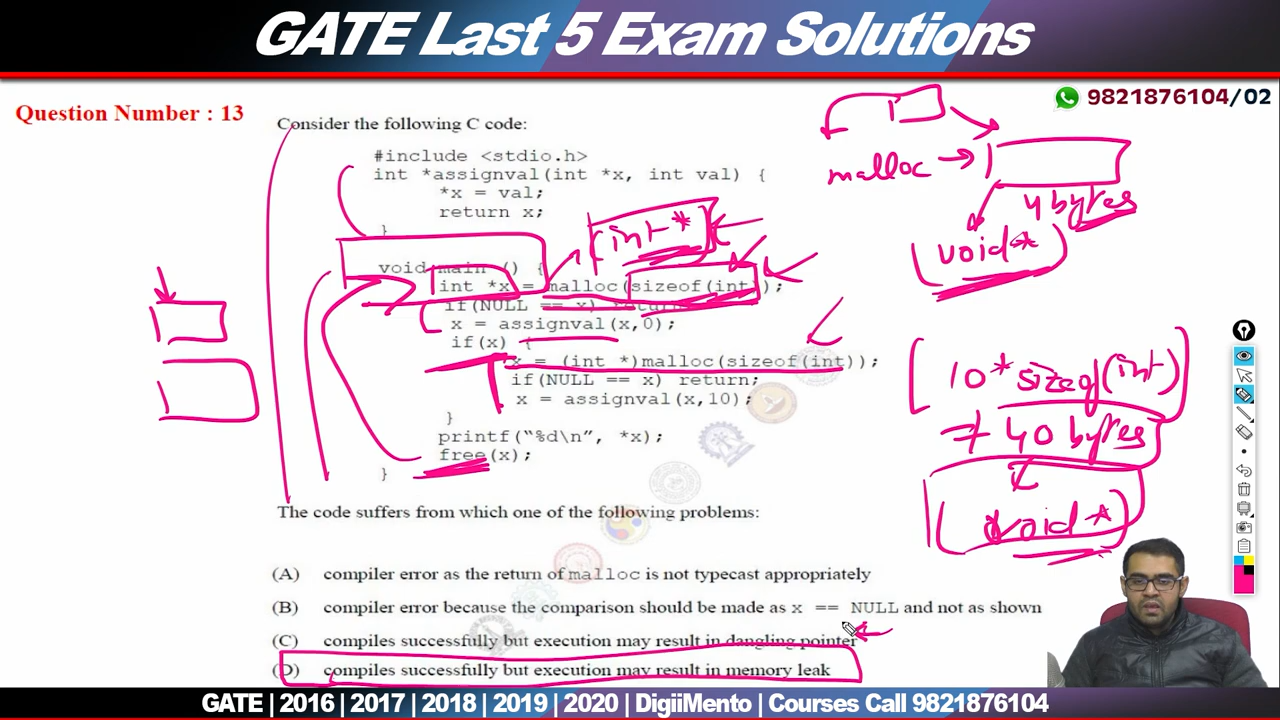 GATE Last 5 Exam Solutions
Question Number : 13
9821876104/02
Consider the following C code:
#include <stdio.h>
int *assignval(int *x, int val) {
*x = val;
return x;
}
void main () {
int *x = malloc(sizeof(int));
if(NULL == x) return;
x = assignval(x,0);
if(x) {
x = (int *)malloc(sizeof(int));
if(NULL == x) return;
x = assignval(x,10);
}
printf("%d\n", *x);
free(x);
}
(int *)
malloc →
4 bytes
(void*)
10 * sizeof(int)
40 bytes
(void *)
The code suffers from which one of the following problems:
(A) compiler error as the return of malloc is not typecast appropriately
(B) compiler error because the comparison should be made as x == NULL and not as shown
(C) compiles successfully but execution may result in dangling pointer
(D) compiles successfully but execution may result in memory leak
GATE | 2016 | 2017 | 2018 | 2019 | 2020 | DigiiMento | Courses Call 9821876104